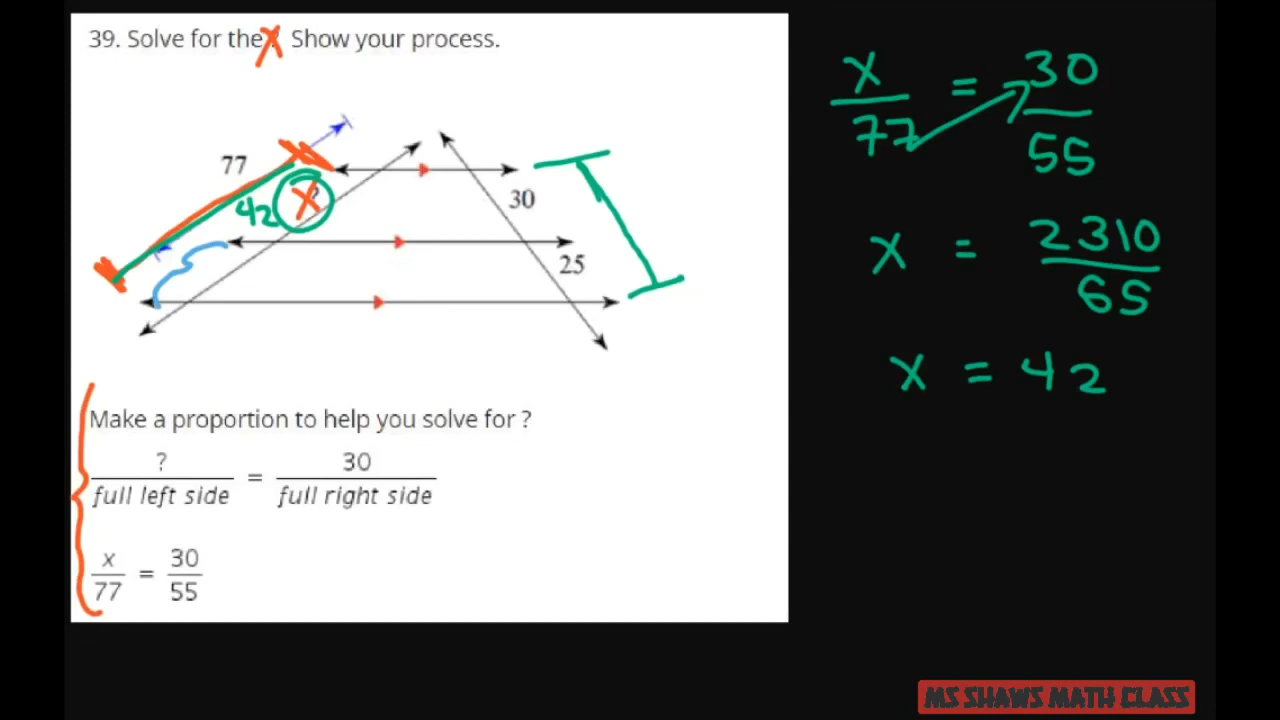 39. Solve for the X Show your process.
77
42
X
30
25
Make a proportion to help you solve for ?
? / full left side = 30 / full right side
x / 77 = 30 / 55
X / 77 = 30 / 55
X = 2310 / 65
X = 42
MS SHAWS MATH CLASS